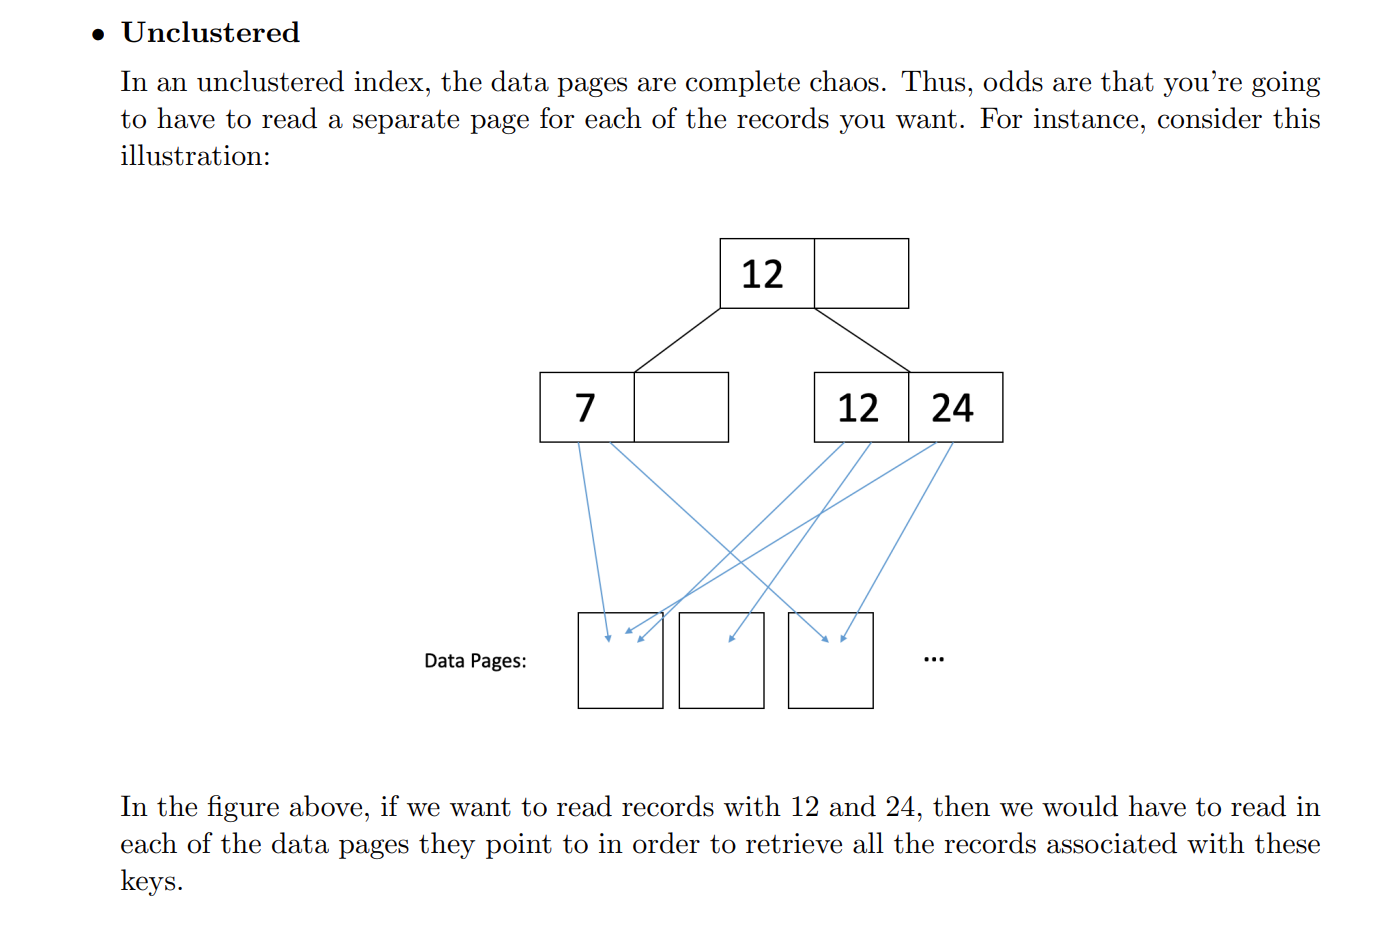 • Unclustered
In an unclustered index, the data pages are complete chaos. Thus, odds are that you're going
to have to read a separate page for each of the records you want. For instance, consider this
illustration:
12
7
12 24
Data Pages:
...
In the figure above, if we want to read records with 12 and 24, then we would have to read in
each of the data pages they point to in order to retrieve all the records associated with these
keys.